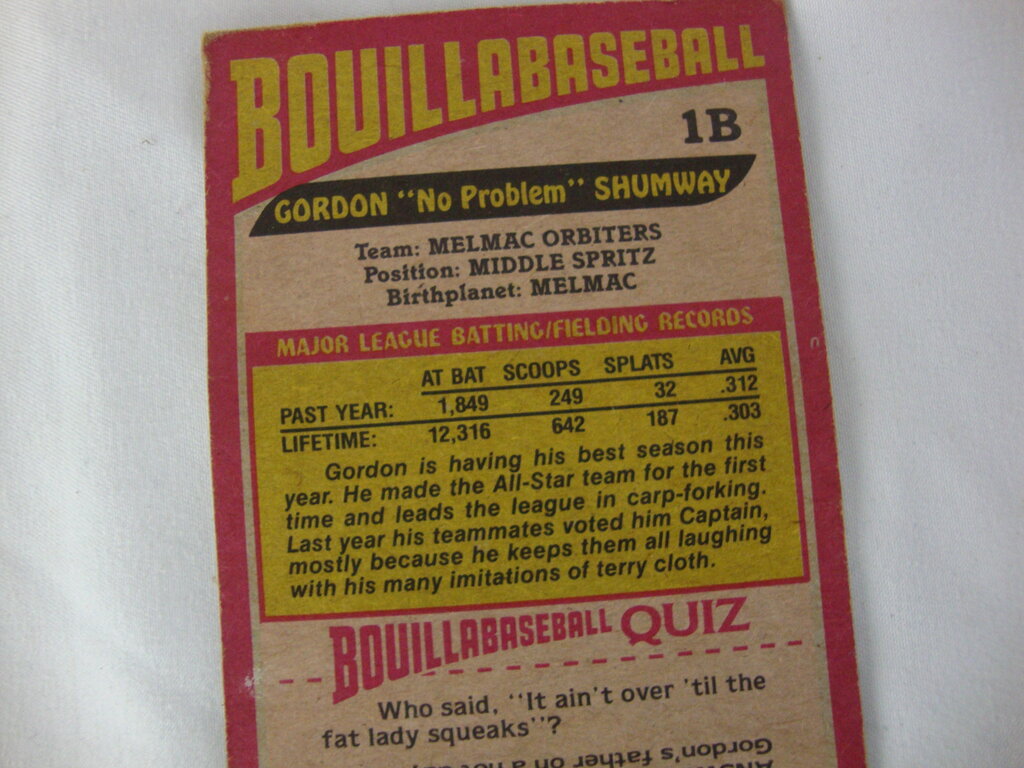 BOUILLABASEBALL
1B
GORDON "No Problem" SHUMWAY
Team: MELMAC ORBITERS
Position: MIDDLE SPRITZ
Birthplanet: MELMAC
MAJOR LEAGUE BATTING/FIELDING RECORDS
AT BAT SCOOPS SPLATS AVG
PAST YEAR: 1,849 249 32 .312
LIFETIME: 12,316 642 187 .303
Gordon is having his best season this
year. He made the All-Star team for the first
time and leads the league in carp-forking.
Last year his teammates voted him Captain,
mostly because he keeps them all laughing
with his many imitations of terry cloth.
BOUILLABASEBALL QUIZ
Who said, "It ain't over 'til the
fat lady squeaks"?
Gordon's father on a